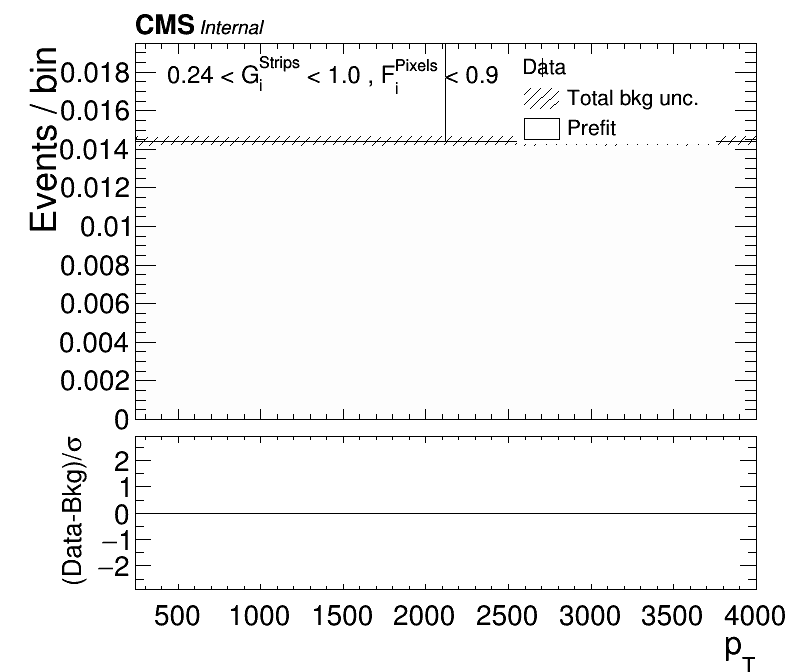 CMS Internal
Events / bin
0.24 < G_i^Strips < 1.0 , F_i^Pixels < 0.9
Data
Total bkg unc.
Prefit
0.018
0.016
0.014
0.012
0.01
0.008
0.006
0.004
0.002
0
(Data-Bkg)/σ
2
1
0
−1
−2
500 1000 1500 2000 2500 3000 3500 4000
p_T